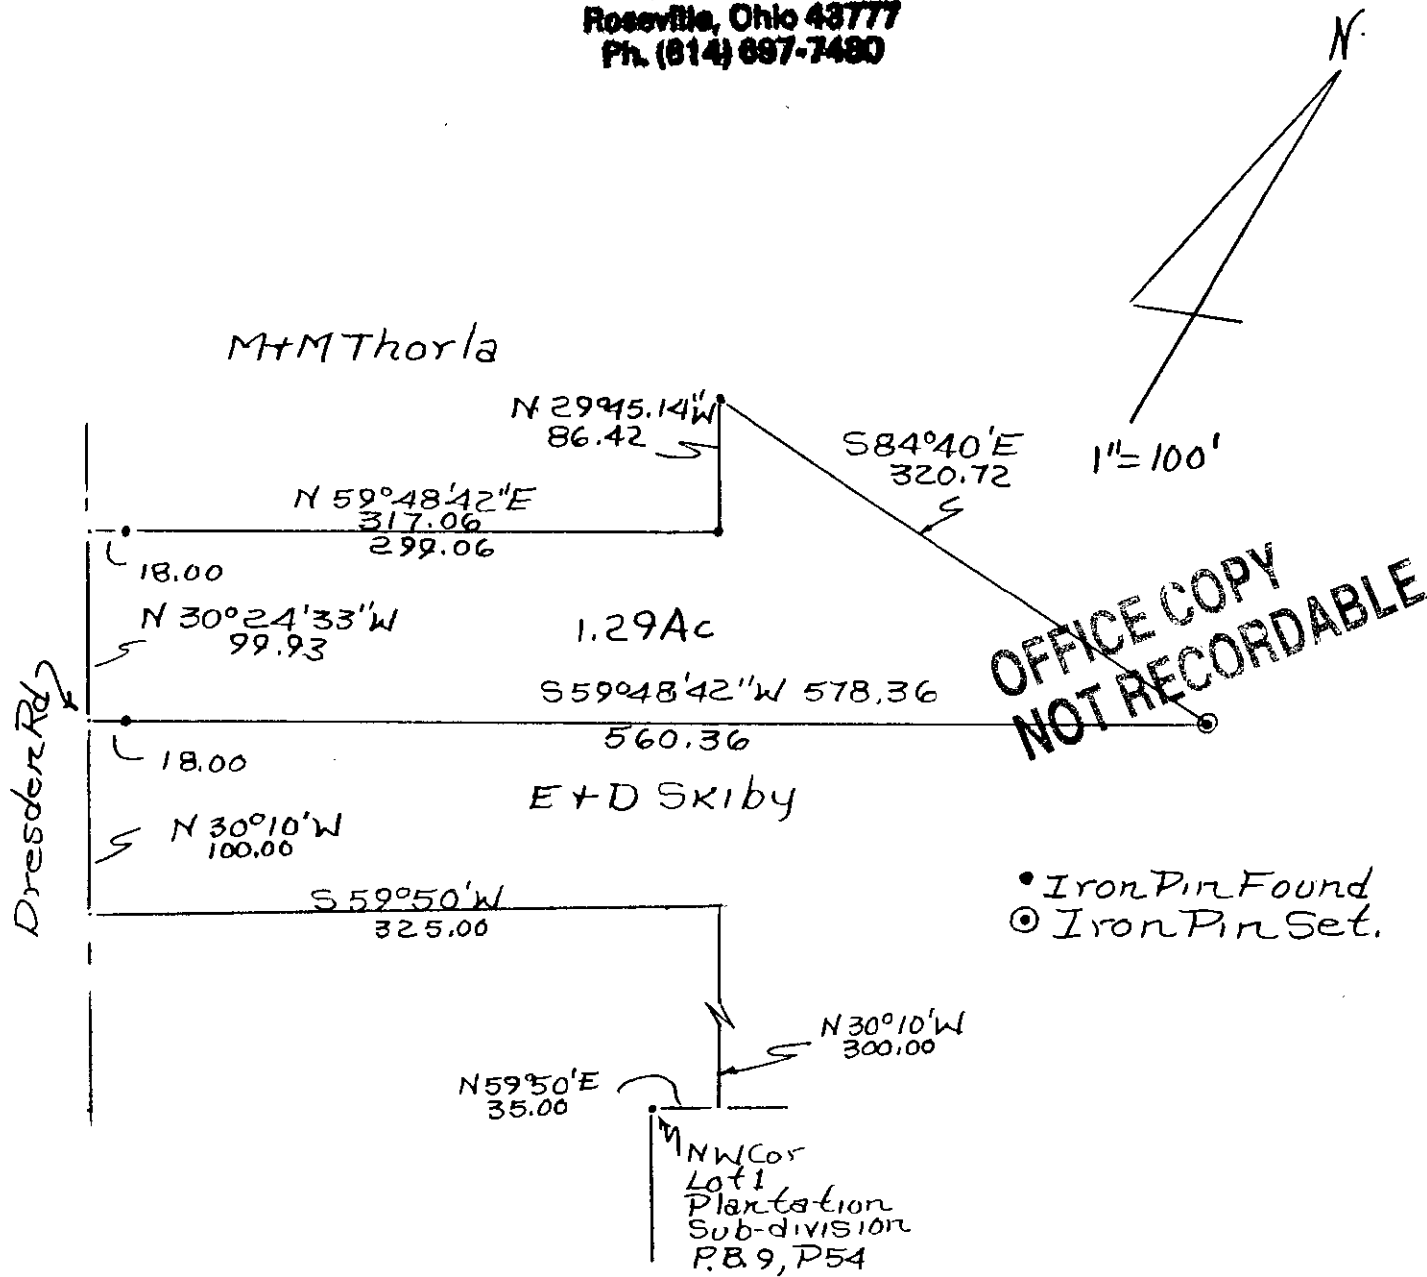 Roseville, Ohio 43777
Ph. (614) 697-7480
N.
M+M Thorla
N 29°45.14"W
86.42
S84°40'E
320.72
1"=100'
N 59°48'42"E
317.06
299.06
18.00
N 30°24'33"W
99.93
1.29Ac
OFFICE COPY
NOT RECORDABLE
S59°48'42"W 578.36
560.36
18.00
Dresden Rd
E+D Skiby
N 30°10'W
100.00
S 59°50'W
325.00
Iron Pin Found
Iron Pin Set.
N30°10'W
300.00
N59°50'E
35.00
NW Cor
Lot 1
Plantation
Sub-division
P.B.9, P54